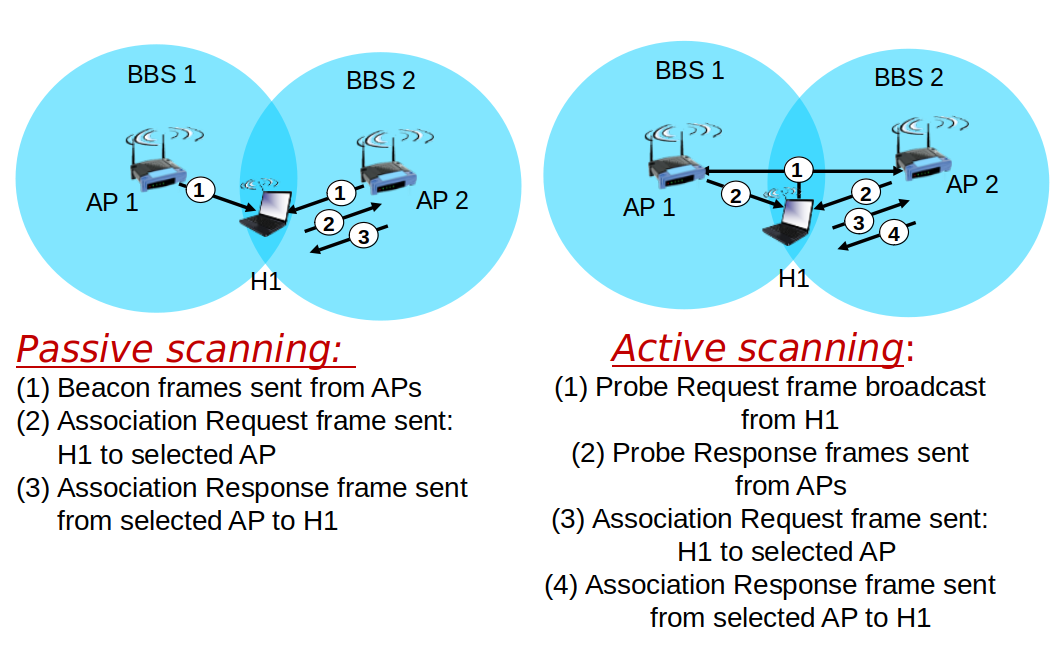 BBS 1
BBS 2
AP 1
AP 2
H1
1
1
2
3
Passive scanning:
(1) Beacon frames sent from APs
(2) Association Request frame sent:
H1 to selected AP
(3) Association Response frame sent
from selected AP to H1
BBS 1
BBS 2
AP 1
AP 2
H1
1
2
2
3
4
Active scanning:
(1) Probe Request frame broadcast
from H1
(2) Probe Response frames sent
from APs
(3) Association Request frame sent:
H1 to selected AP
(4) Association Response frame sent
from selected AP to H1